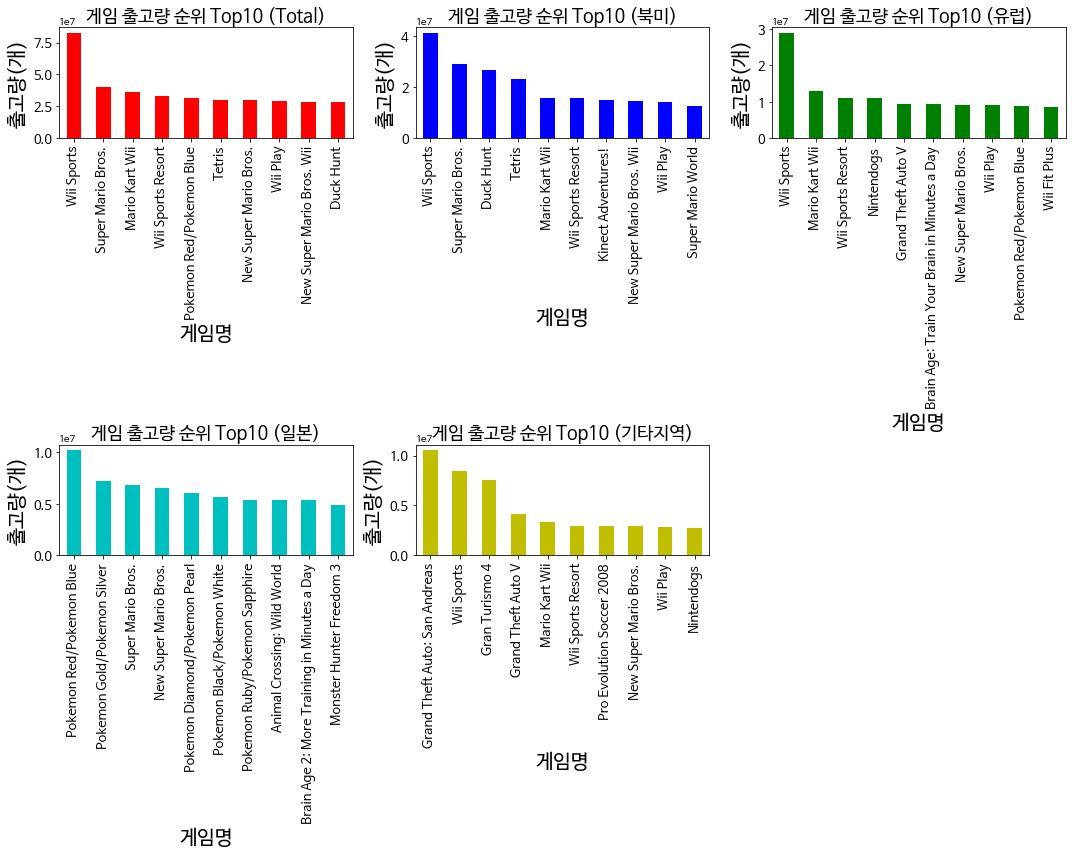 게임 출고량 순위 Top10 (Total)
1e7
출고량(개)
7.5
5.0
2.5
0.0
Wii Sports
Super Mario Bros.
Mario Kart Wii
Wii Sports Resort
Pokemon Red/Pokemon Blue
Tetris
New Super Mario Bros.
Wii Play
New Super Mario Bros. Wii
Duck Hunt
게임명
게임 출고량 순위 Top10 (북미)
1e7
출고량(개)
4
2
0
Wii Sports
Super Mario Bros.
Duck Hunt
Tetris
Mario Kart Wii
Wii Sports Resort
Kinect Adventures!
New Super Mario Bros. Wii
Wii Play
Super Mario World
게임명
게임 출고량 순위 Top10 (유럽)
1e7
출고량(개)
3
2
1
0
Wii Sports
Mario Kart Wii
Wii Sports Resort
Nintendogs
Grand Theft Auto V
Brain Age: Train Your Brain in Minutes a Day
New Super Mario Bros.
Wii Play
Pokemon Red/Pokemon Blue
Wii Fit Plus
게임명
게임 출고량 순위 Top10 (일본)
1e7
출고량(개)
1.0
0.5
0.0
Pokemon Red/Pokemon Blue
Pokemon Gold/Pokemon Silver
Super Mario Bros.
New Super Mario Bros.
Pokemon Diamond/Pokemon Pearl
Pokemon Black/Pokemon White
Pokemon Ruby/Pokemon Sapphire
Animal Crossing: Wild World
Brain Age 2: More Training in Minutes a Day
Monster Hunter Freedom 3
게임명
게임 출고량 순위 Top10 (기타지역)
1e7
출고량(개)
1.0
0.5
0.0
Grand Theft Auto: San Andreas
Wii Sports
Gran Turismo 4
Grand Theft Auto V
Mario Kart Wii
Wii Sports Resort
Pro Evolution Soccer 2008
New Super Mario Bros.
Wii Play
Nintendogs
게임명